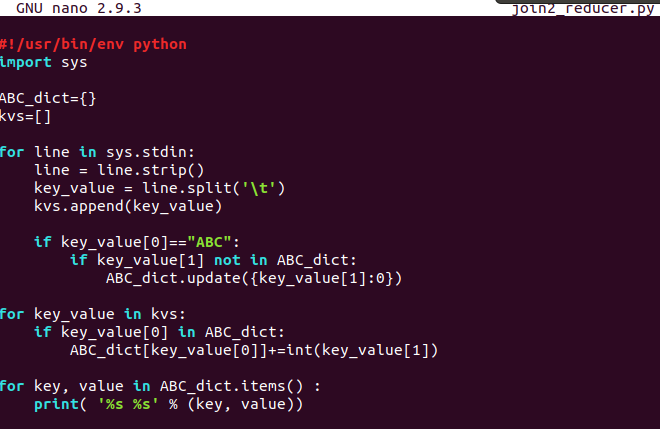 GNU nano 2.9.3 join2_reducer.py
#!/usr/bin/env python
import sys
ABC_dict={}
kvs=[]
for line in sys.stdin:
    line = line.strip()
    key_value = line.split('\t')
    kvs.append(key_value)
    if key_value[0]=="ABC":
        if key_value[1] not in ABC_dict:
            ABC_dict.update({key_value[1]:0})
for key_value in kvs:
    if key_value[0] in ABC_dict:
        ABC_dict[key_value[0]]+=int(key_value[1])
for key, value in ABC_dict.items() :
    print( '%s %s' % (key, value))